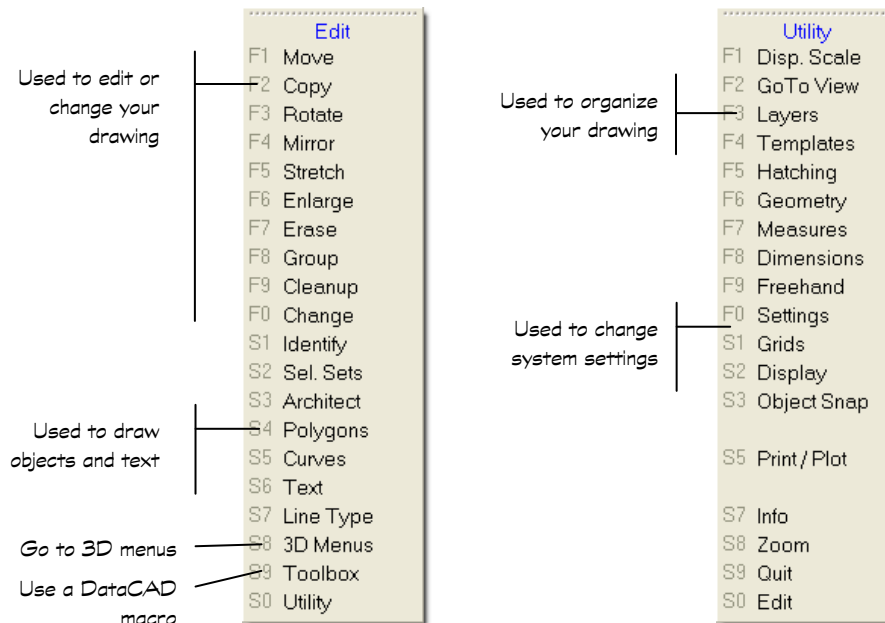 Edit
F1 Move
F2 Copy
F3 Rotate
F4 Mirror
F5 Stretch
F6 Enlarge
F7 Erase
F8 Group
F9 Cleanup
F0 Change
S1 Identify
S2 Sel. Sets
S3 Architect
S4 Polygons
S5 Curves
S6 Text
S7 Line Type
S8 3D Menus
S9 Toolbox
S0 Utility
Used to edit or
change your
drawing
Used to draw
objects and text
Go to 3D menus
Use a DataCAD
macro
Utility
F1 Disp. Scale
F2 GoTo View
F3 Layers
F4 Templates
F5 Hatching
F6 Geometry
F7 Measures
F8 Dimensions
F9 Freehand
F0 Settings
S1 Grids
S2 Display
S3 Object Snap
S5 Print / Plot
S7 Info
S8 Zoom
S9 Quit
S0 Edit
Used to organize
your drawing
Used to change
system settings